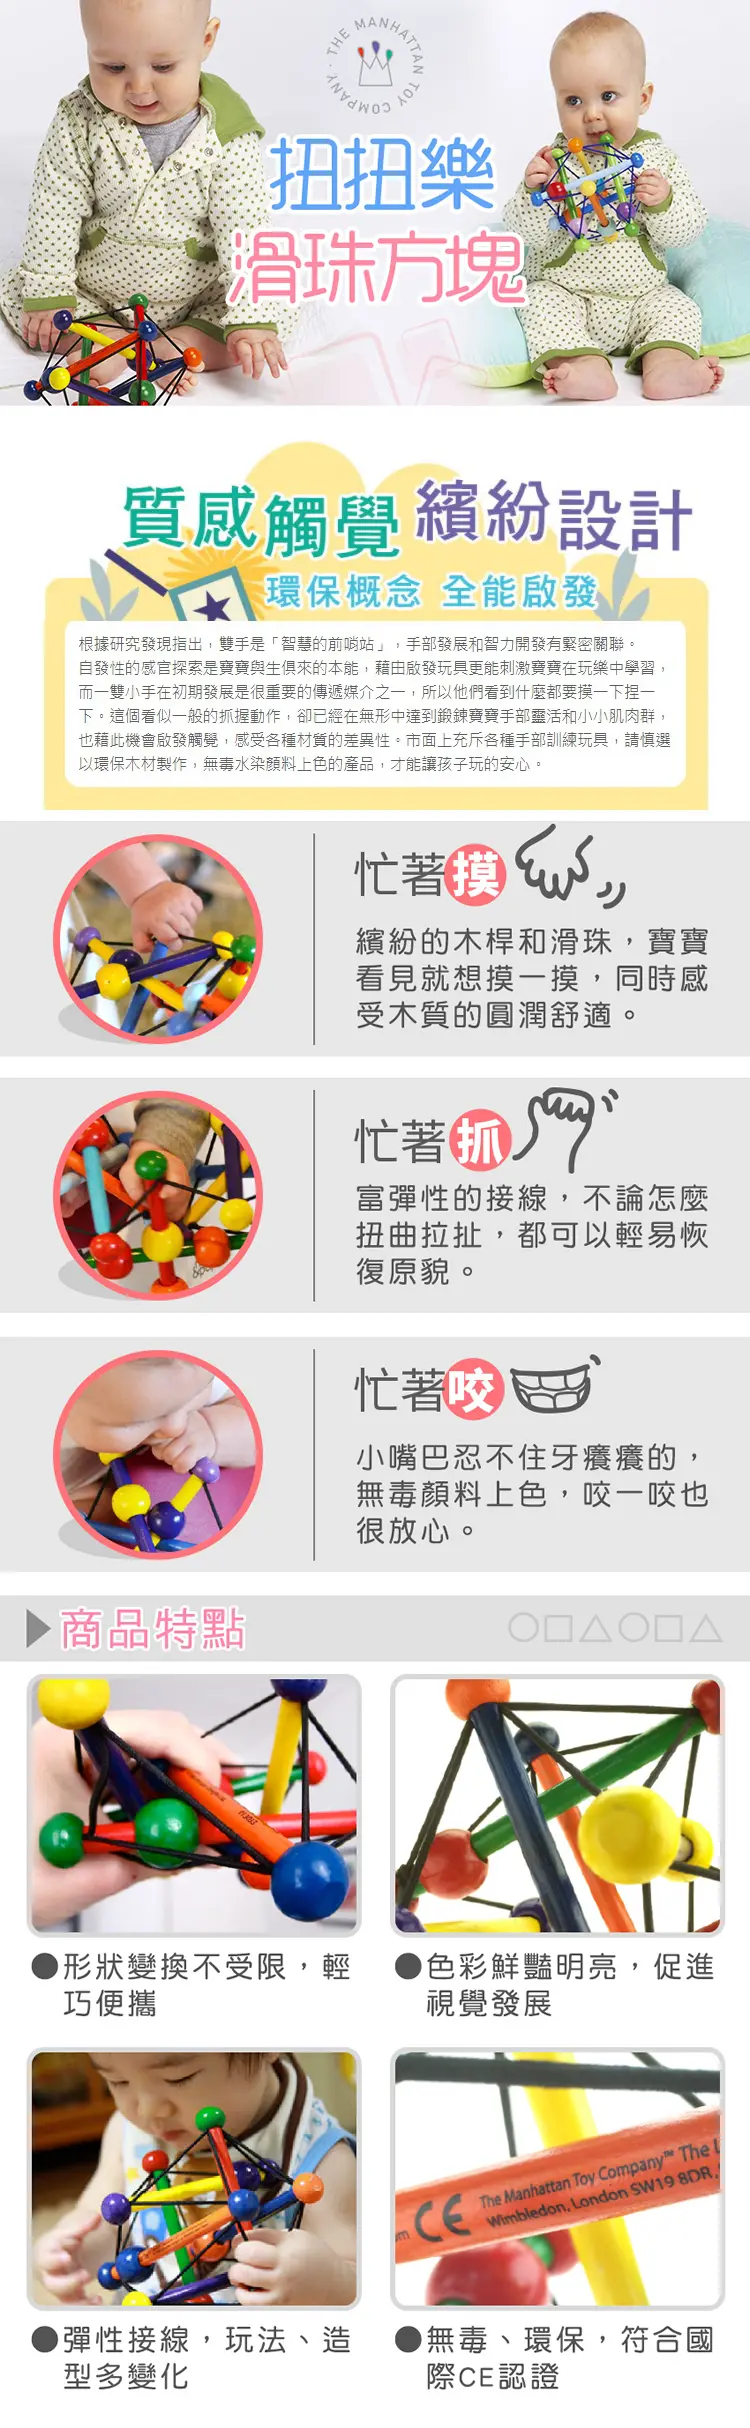 THE MANHATTAN TOY COMPANY
扭扭樂
滑珠方塊
質感觸覺 繽紛設計
環保概念 全能啟發
根據研究發現指出，雙手是「智慧的前哨站」，手部發展和智力開發有緊密關聯。
自發性的感官探索是寶寶與生俱來的本能，藉由啟發玩具更能刺激寶寶在玩樂中學習，
而一雙小手在初期發展是很重要的傳遞媒介之一，所以他們看到什麼都要摸一下捏一
下。這個看似一般的抓握動作，卻已經在無形中達到鍛鍊寶寶手部靈活和小小肌肉群，
也藉此機會啟發觸覺，感受各種材質的差異性。市面上充斥各種手部訓練玩具，請慎選
以環保木材製作，無毒水染顏料上色的產品，才能讓孩子玩的安心。
忙著摸
繽紛的木桿和滑珠，寶寶
看見就想摸一摸，同時感
受木質的圓潤舒適。
忙著抓
富彈性的接線，不論怎麼
扭曲拉扯，都可以輕易恢
復原貌。
忙著咬
小嘴巴忍不住牙癢癢的，
無毒顏料上色，咬一咬也
很放心。
商品特點
●形狀變換不受限，輕
巧便攜
●色彩鮮豔明亮，促進
視覺發展
The Manhattan Toy Company™ The L
Wimbledon, London SW19 8DR,
om CE
●彈性接線，玩法、造
型多變化
●無毒、環保，符合國
際CE認證